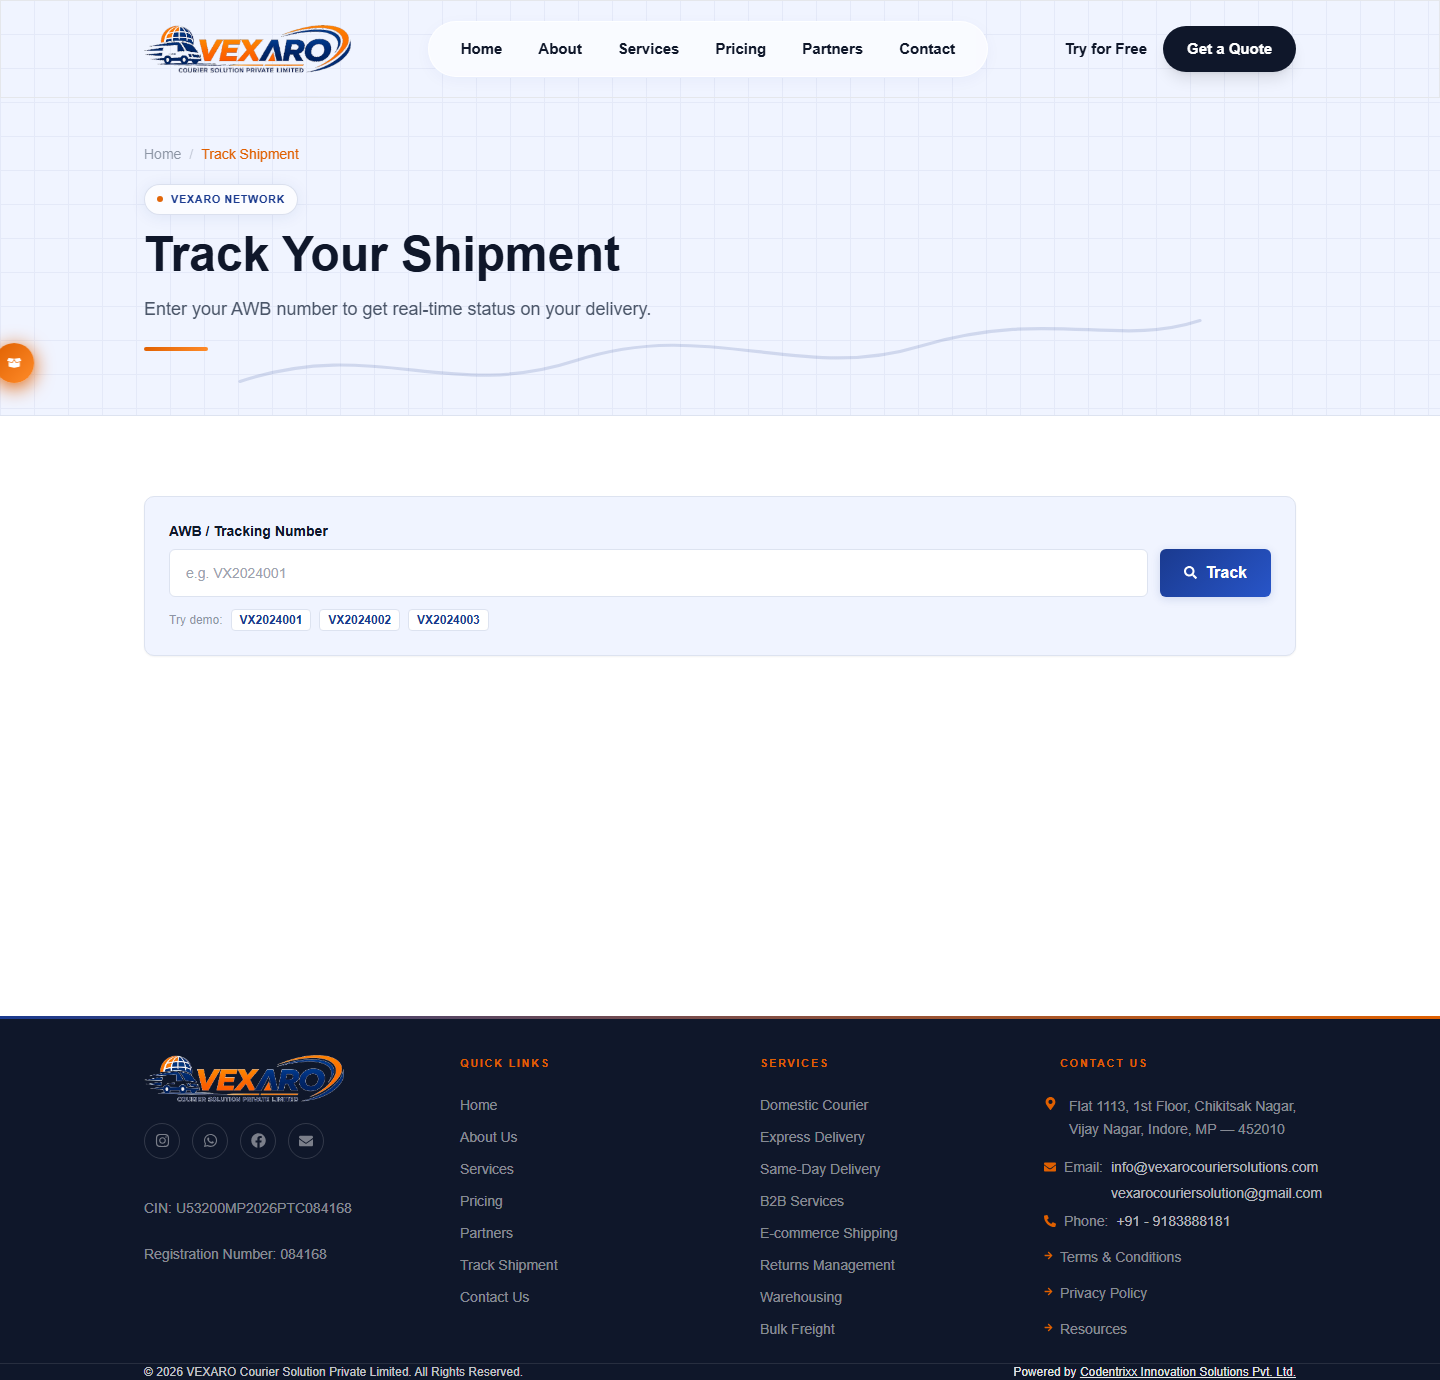 VEXARO
COURIER SOLUTION PRIVATE LIMITED
Home
About
Services
Pricing
Partners
Contact
Try for Free
Get a Quote
Home / Track Shipment
VEXARO NETWORK
Track Your Shipment
Enter your AWB number to get real-time status on your delivery.
AWB / Tracking Number
e.g. VX2024001
Track
Try demo: VX2024001 VX2024002 VX2024003
VEXARO
COURIER SOLUTION PRIVATE LIMITED
CIN: U53200MP2026PTC084168
Registration Number: 084168
QUICK LINKS
Home
About Us
Services
Pricing
Partners
Track Shipment
Contact Us
SERVICES
Domestic Courier
Express Delivery
Same-Day Delivery
B2B Services
E-commerce Shipping
Returns Management
Warehousing
Bulk Freight
CONTACT US
Flat 1113, 1st Floor, Chikitsak Nagar,
Vijay Nagar, Indore, MP — 452010
Email: info@vexarocouriersolutions.com
vexarocouriersolution@gmail.com
Phone: +91 - 9183888181
Terms & Conditions
Privacy Policy
Resources
© 2026 VEXARO Courier Solution Private Limited. All Rights Reserved.
Powered by Codentrixx Innovation Solutions Pvt. Ltd.